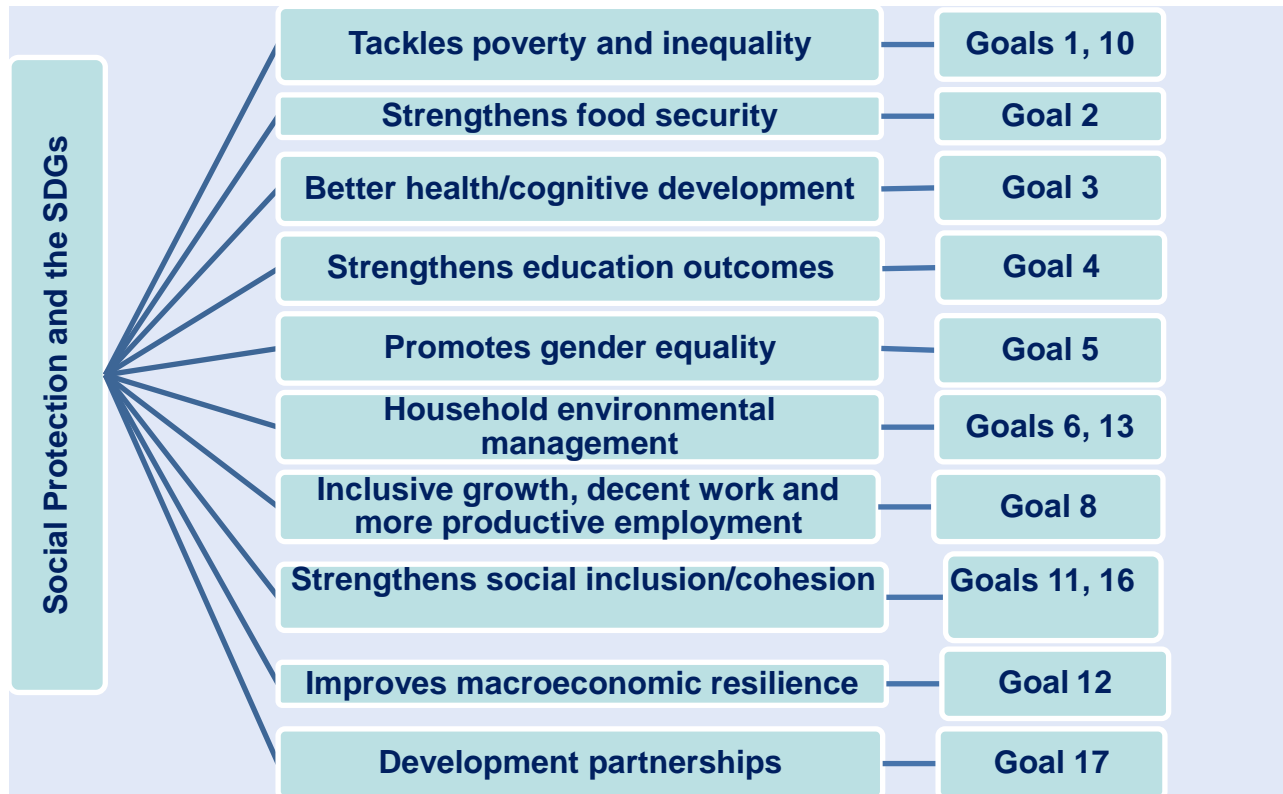 Social Protection and the SDGs
Tackles poverty and inequality
Goals 1, 10
Strengthens food security
Goal 2
Better health/cognitive development
Goal 3
Strengthens education outcomes
Goal 4
Promotes gender equality
Goal 5
Household environmental
management
Goals 6, 13
Inclusive growth, decent work and
more productive employment
Goal 8
Strengthens social inclusion/cohesion
Goals 11, 16
Improves macroeconomic resilience
Goal 12
Development partnerships
Goal 17